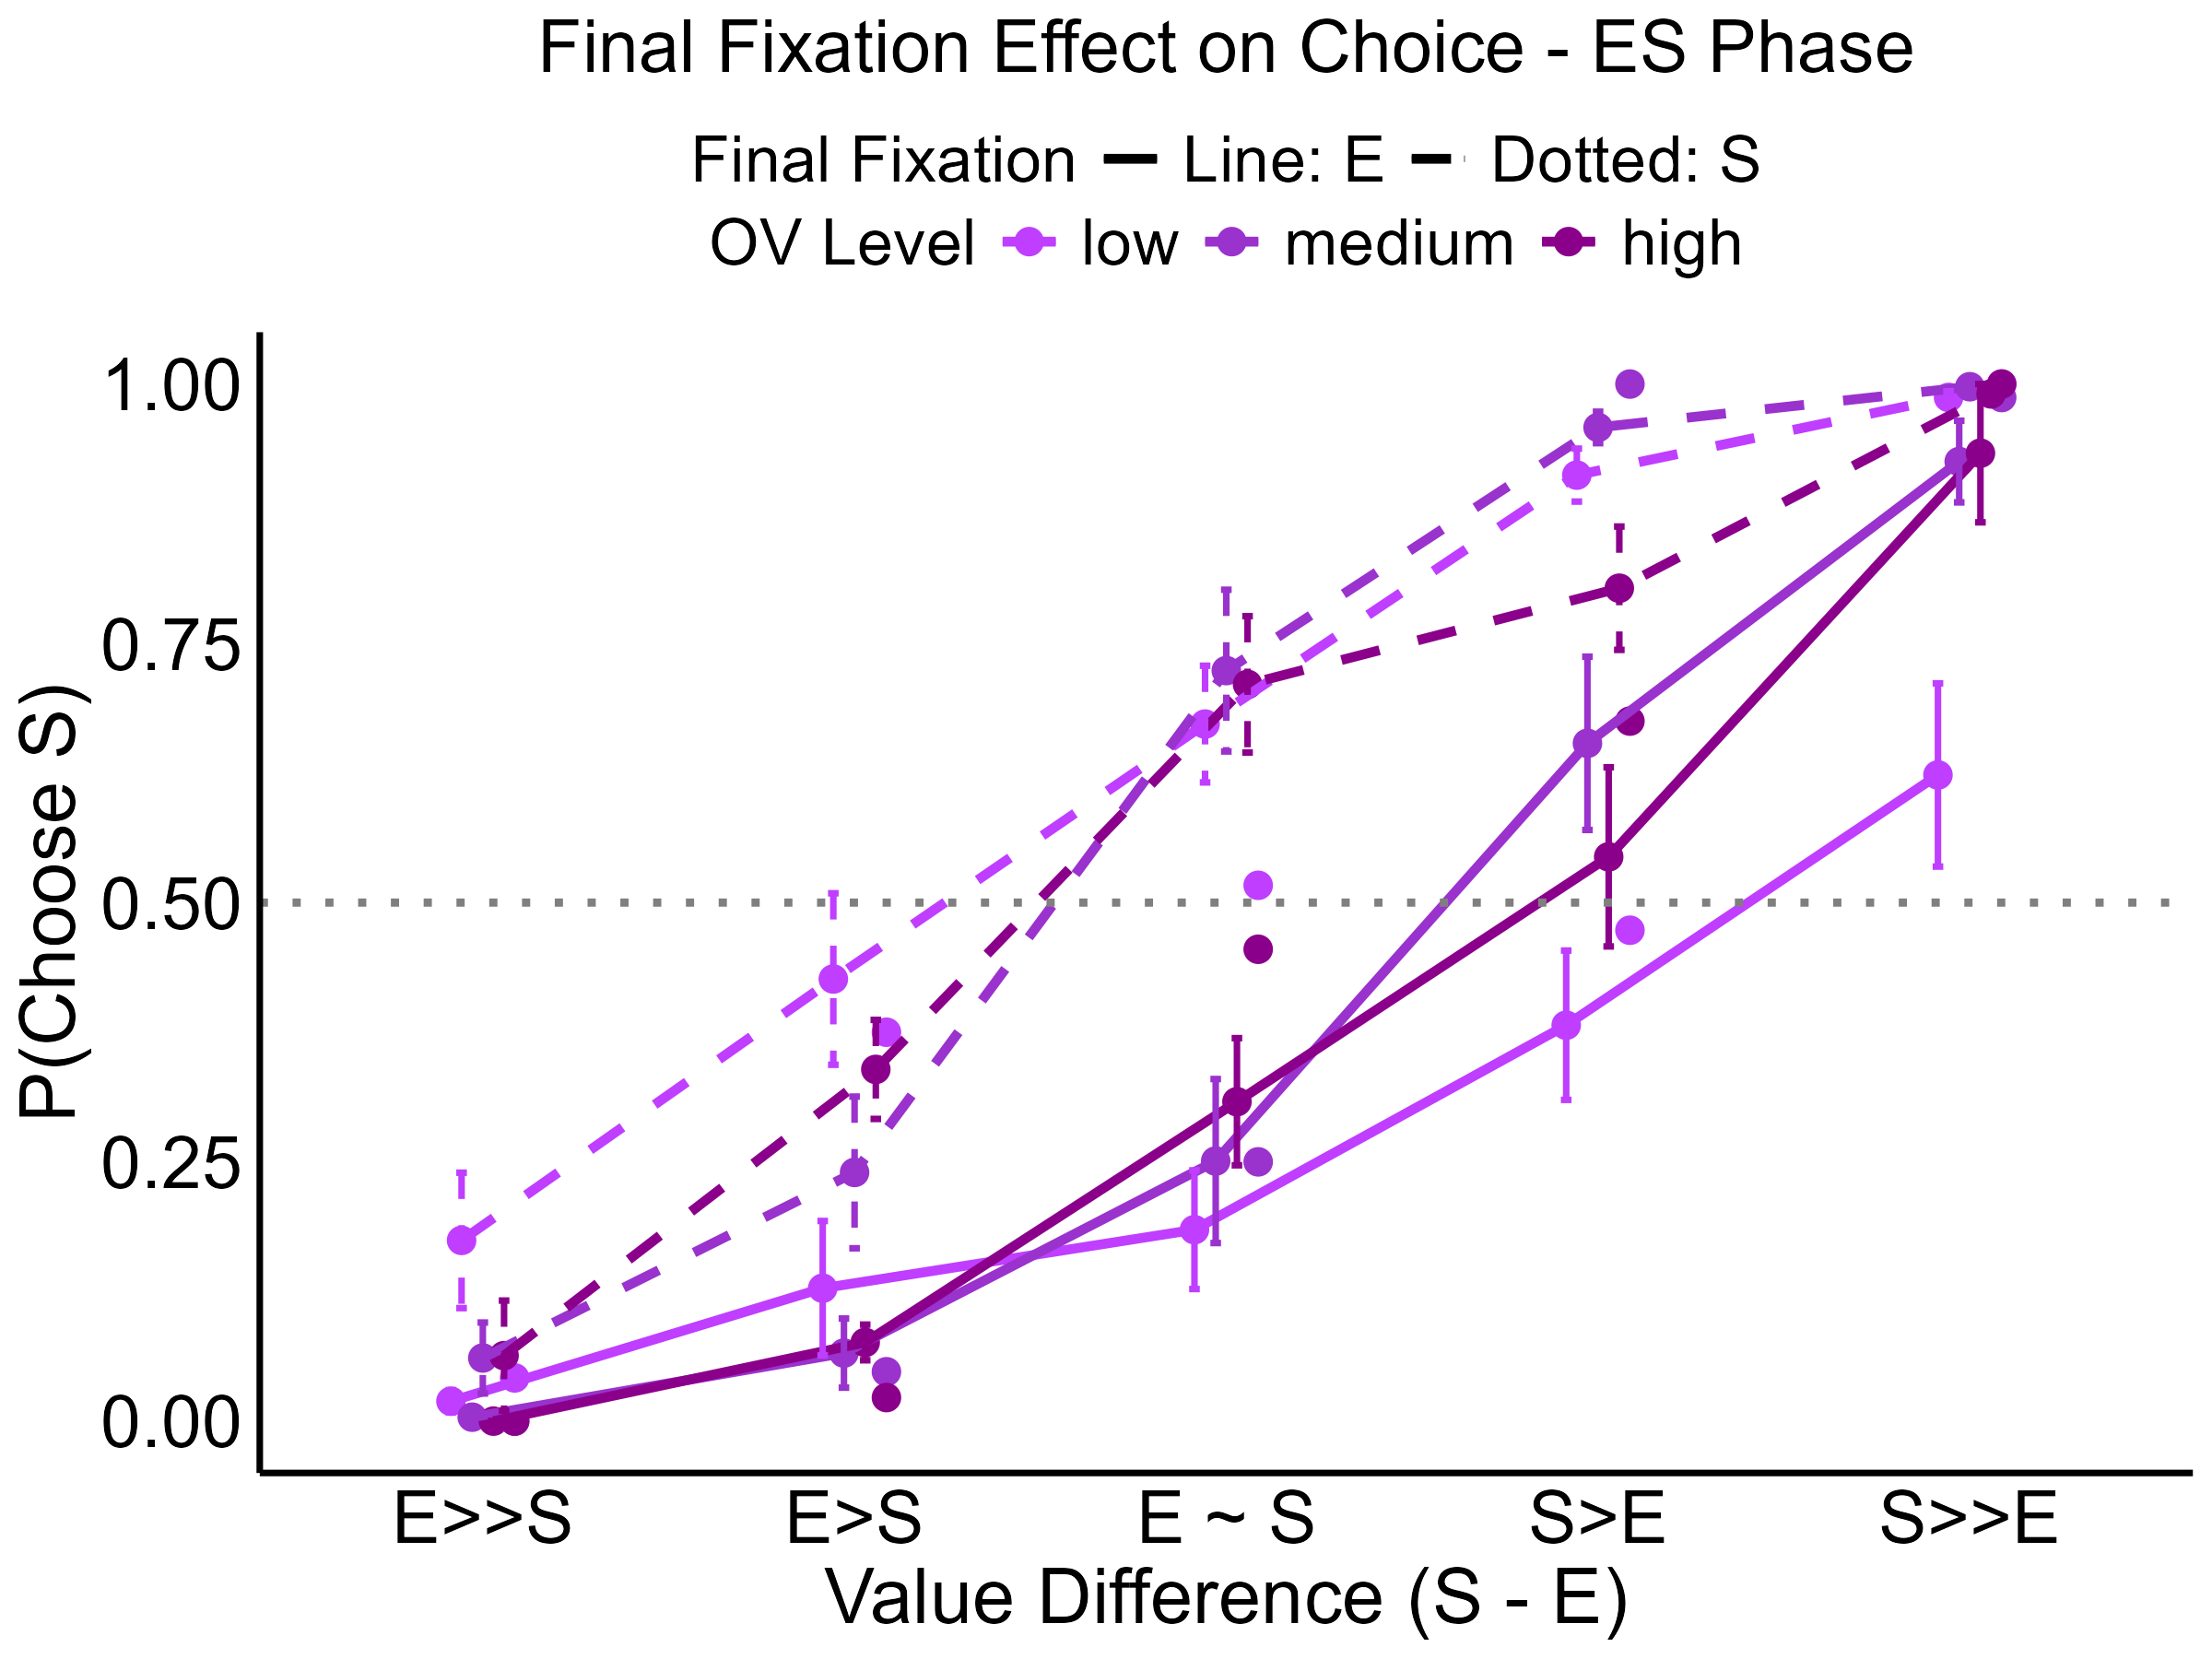 Final Fixation Effect on Choice - ES Phase
Final Fixation Line: E Dotted: S
OV Level low medium high
P(Choose S)
1.00
0.75
0.50
0.25
0.00
E>>S E>S E ~ S S>E S>>E
Value Difference (S - E)